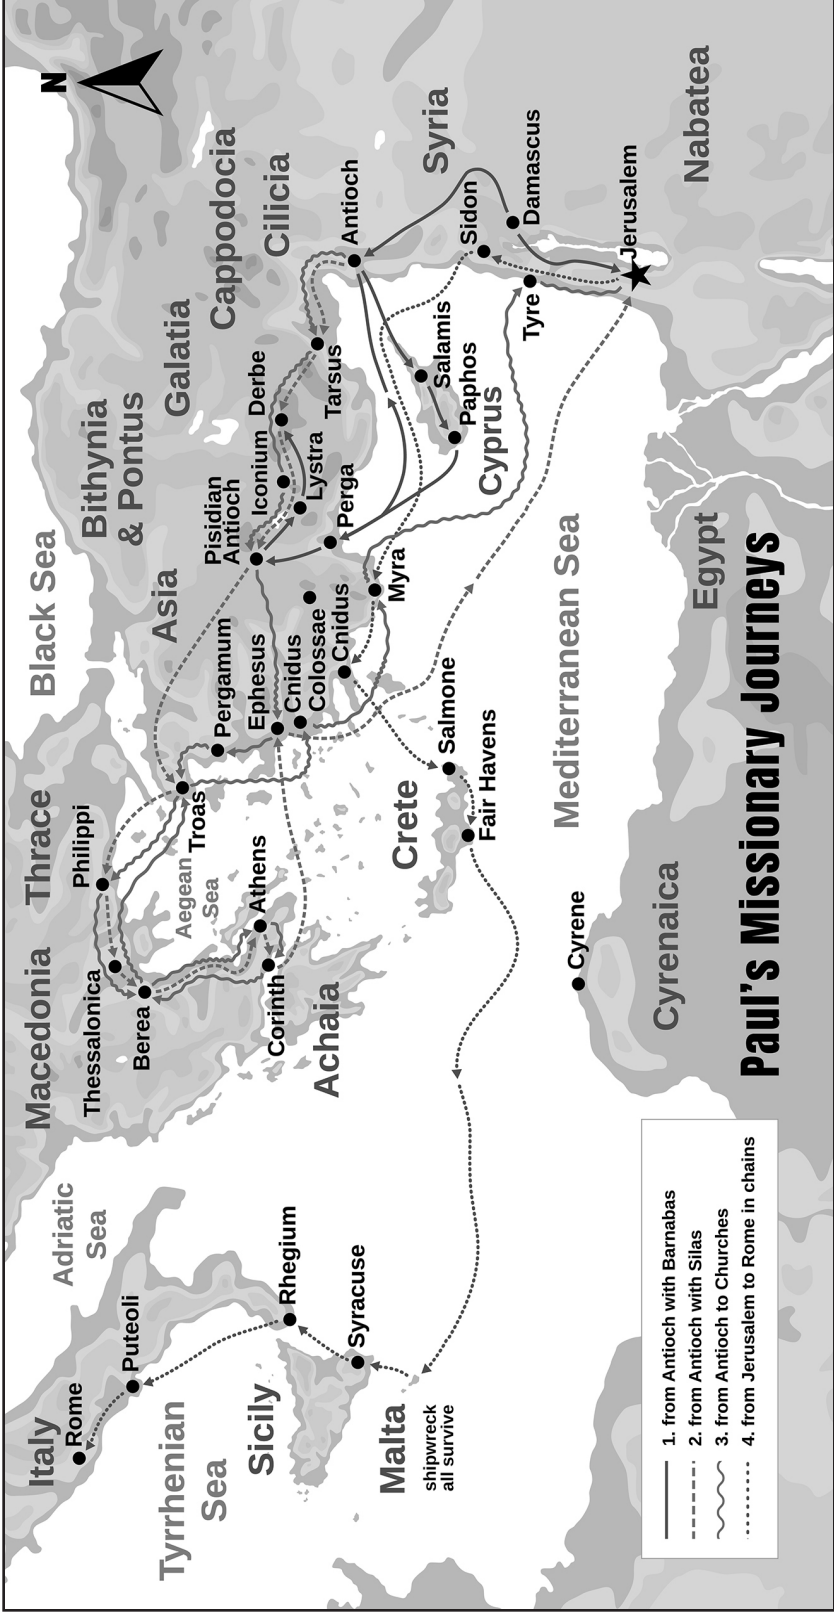 N
Black Sea
Adriatic
Sea
Tyrrhenian
Sea
Aegean
Sea
Mediterranean Sea
Italy
Rome
Puteoli
Sicily
Rhegium
Syracuse
Malta
shipwreck
all survive
Macedonia
Thrace
Philippi
Thessalonica
Berea
Athens
Corinth
Achaia
Troas
Pergamum
Ephesus
Cnidus
Colossae
Cnidus
Asia
Bithynia
& Pontus
Galatia
Cappodocia
Cilicia
Pisidian
Antioch
Iconium
Derbe
Lystra
Perga
Myra
Tarsus
Antioch
Syria
Salamis
Paphos
Cyprus
Sidon
Damascus
Tyre
Jerusalem
Nabatea
Crete
Salmone
Fair Havens
Cyrene
Cyrenaica
Egypt
Paul's Missionary Journeys
1. from Antioch with Barnabas
2. from Antioch with Silas
3. from Antioch to Churches
4. from Jerusalem to Rome in chains